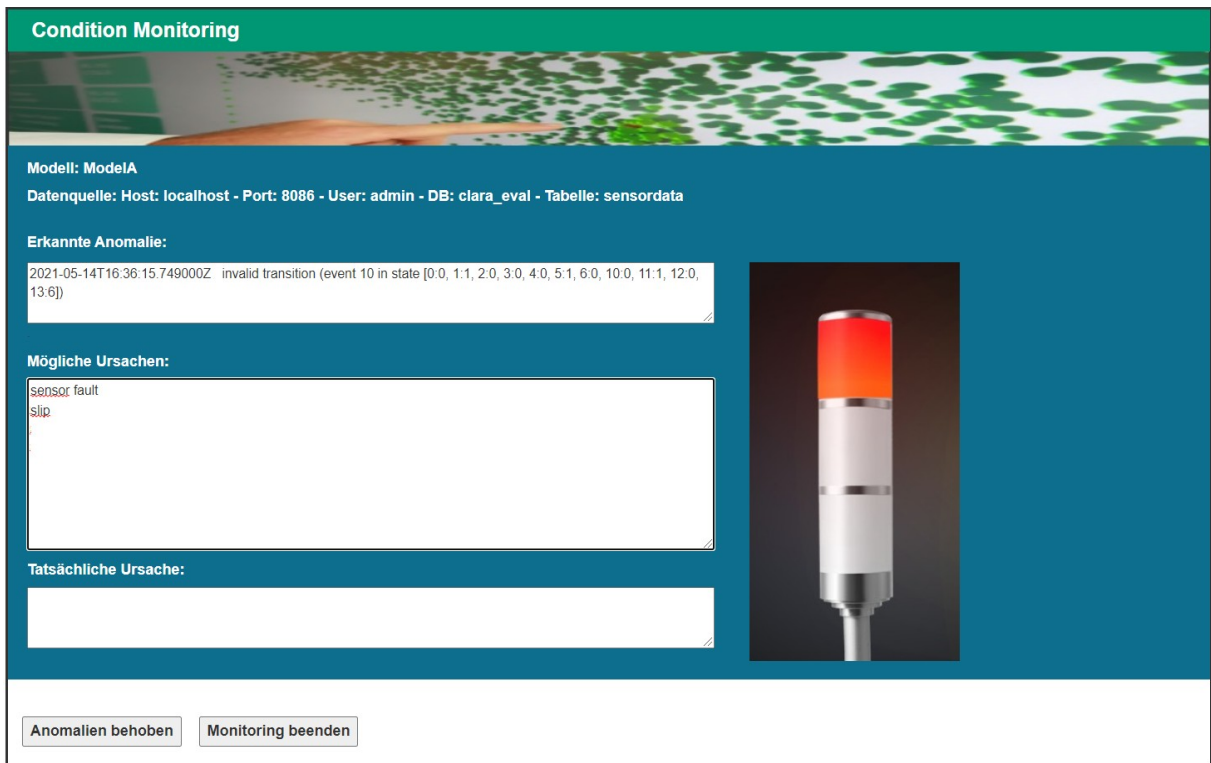 Condition Monitoring
Modell: ModelA
Datenquelle: Host: localhost - Port: 8086 - User: admin - DB: clara_eval - Tabelle: sensordata
Erkannte Anomalie:
2021-05-14T16:36:15.749000Z   invalid transition (event 10 in state [0:0, 1:1, 2:0, 3:0, 4:0, 5:1, 6:0, 10:0, 11:1, 12:0,
13:6])
Mögliche Ursachen:
sensor fault
slip
Tatsächliche Ursache:
Anomalien behoben
Monitoring beenden